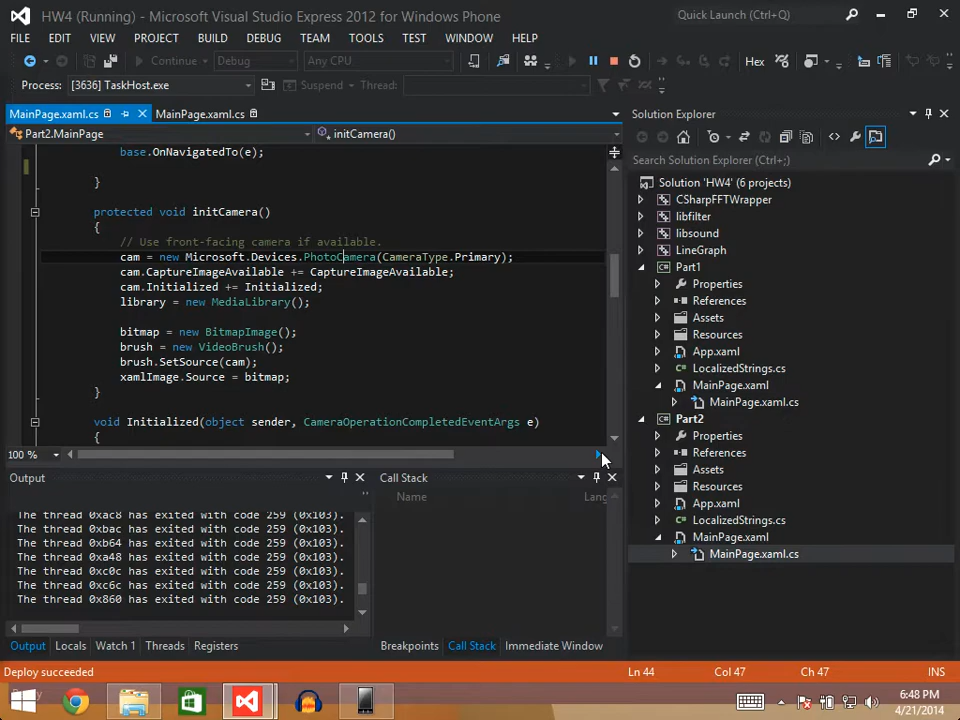 HW4 (Running) - Microsoft Visual Studio Express 2012 for Windows Phone
Quick Launch (Ctrl+Q)
FILE EDIT VIEW PROJECT BUILD DEBUG TEAM TOOLS TEST WINDOW HELP
Continue Debug Any CPU Hex
Process: [3636] TaskHost.exe Suspend Thread:
MainPage.xaml.cs MainPage.xaml.cs
Part2.MainPage initCamera()
base.OnNavigatedTo(e);
}
protected void initCamera()
{
// Use front-facing camera if available.
cam = new Microsoft.Devices.PhotoCamera(CameraType.Primary);
cam.CaptureImageAvailable += CaptureImageAvailable;
cam.Initialized += Initialized;
library = new MediaLibrary();
bitmap = new BitmapImage();
brush = new VideoBrush();
brush.SetSource(cam);
xamlImage.Source = bitmap;
}
void Initialized(object sender, CameraOperationCompletedEventArgs e)
{
100 %
Output
The thread 0xac8 has exited with code 259 (0x103).
The thread 0xbac has exited with code 259 (0x103).
The thread 0xb64 has exited with code 259 (0x103).
The thread 0xa48 has exited with code 259 (0x103).
The thread 0xc0c has exited with code 259 (0x103).
The thread 0xc6c has exited with code 259 (0x103).
The thread 0x860 has exited with code 259 (0x103).
Output Locals Watch 1 Threads Registers
Call Stack
Name Lang
Breakpoints Call Stack Immediate Window
Solution Explorer
Search Solution Explorer (Ctrl+;)
Solution 'HW4' (6 projects)
CSharpFFTWrapper
libfilter
libsound
LineGraph
Part1
Properties
References
Assets
Resources
App.xaml
LocalizedStrings.cs
MainPage.xaml
MainPage.xaml.cs
Part2
Properties
References
Assets
Resources
App.xaml
LocalizedStrings.cs
MainPage.xaml
MainPage.xaml.cs
Deploy succeeded Ln 44 Col 47 Ch 47 INS
6:48 PM
4/21/2014